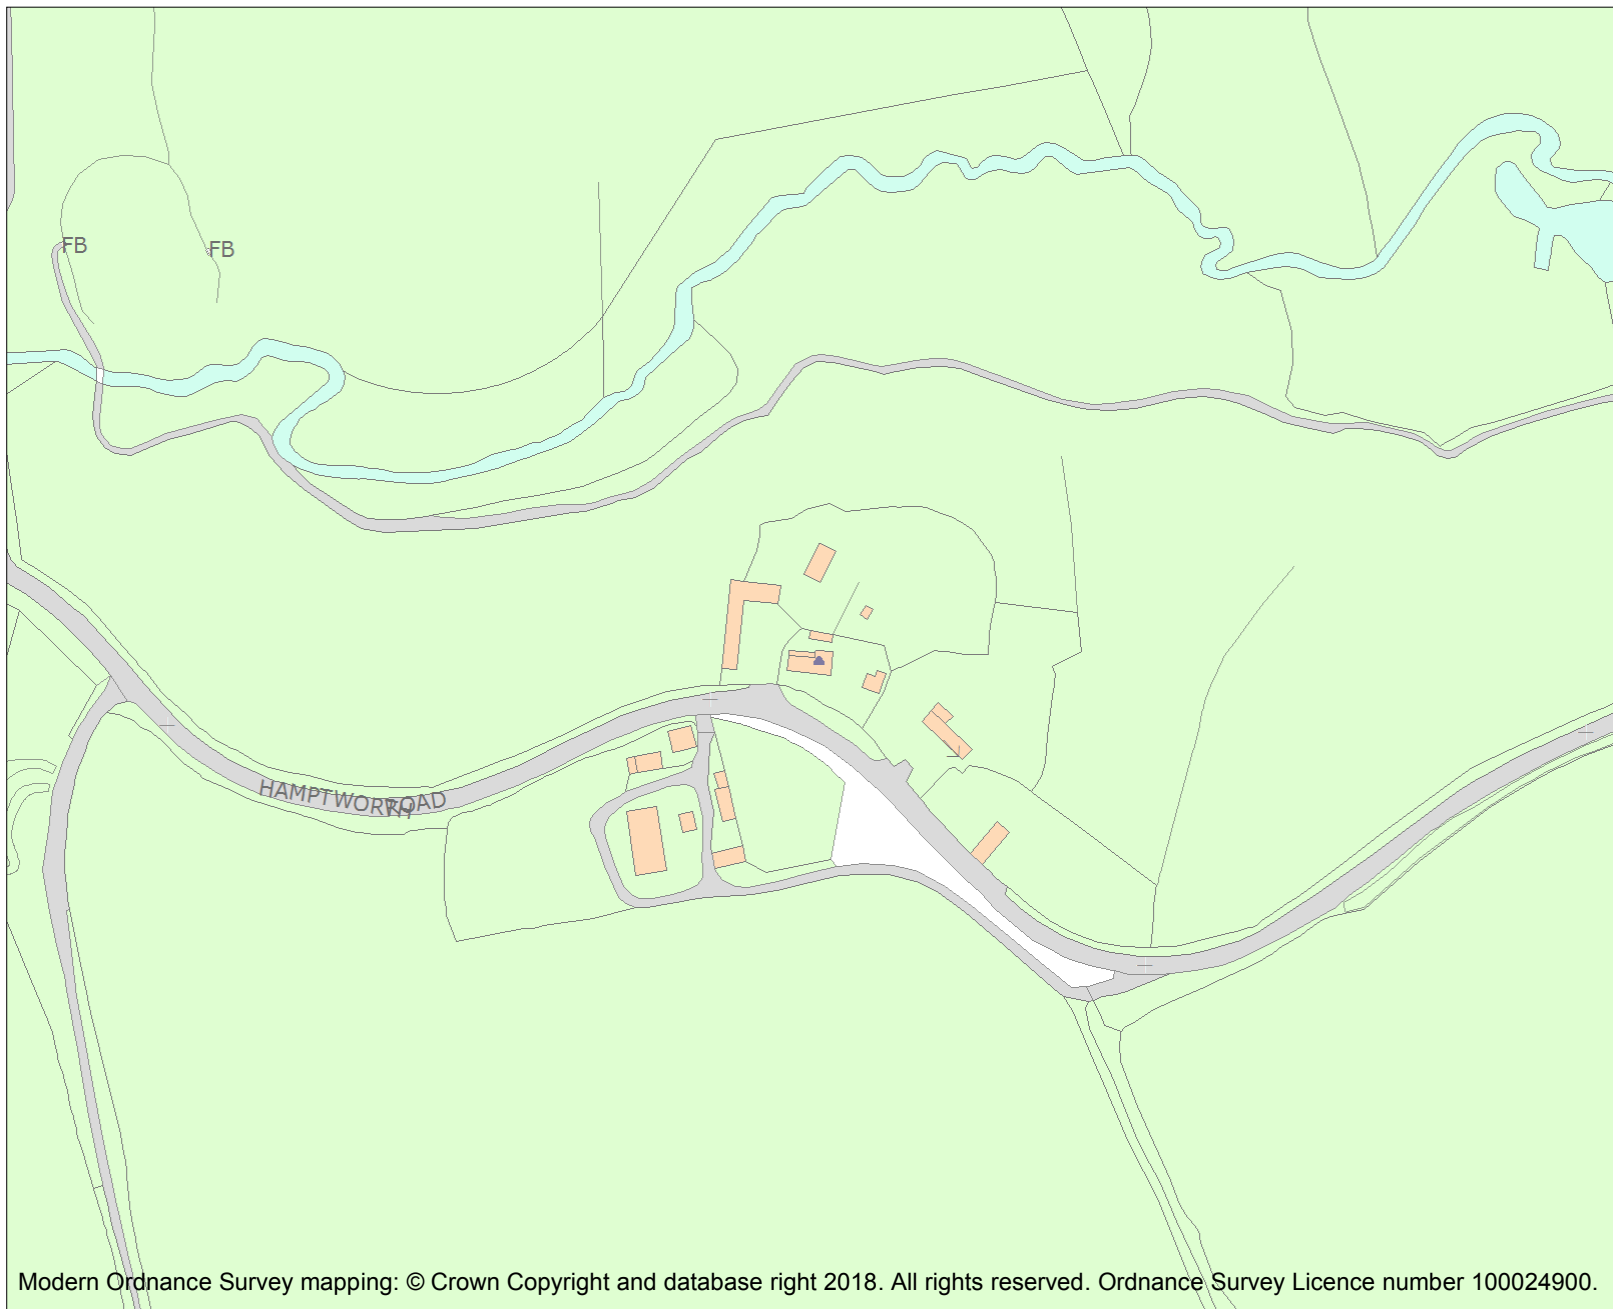 FB
FB
HAMPTWORTH
ROAD
Modern Ordnance Survey mapping: © Crown Copyright and database right 2018. All rights reserved. Ordnance Survey Licence number 100024900.